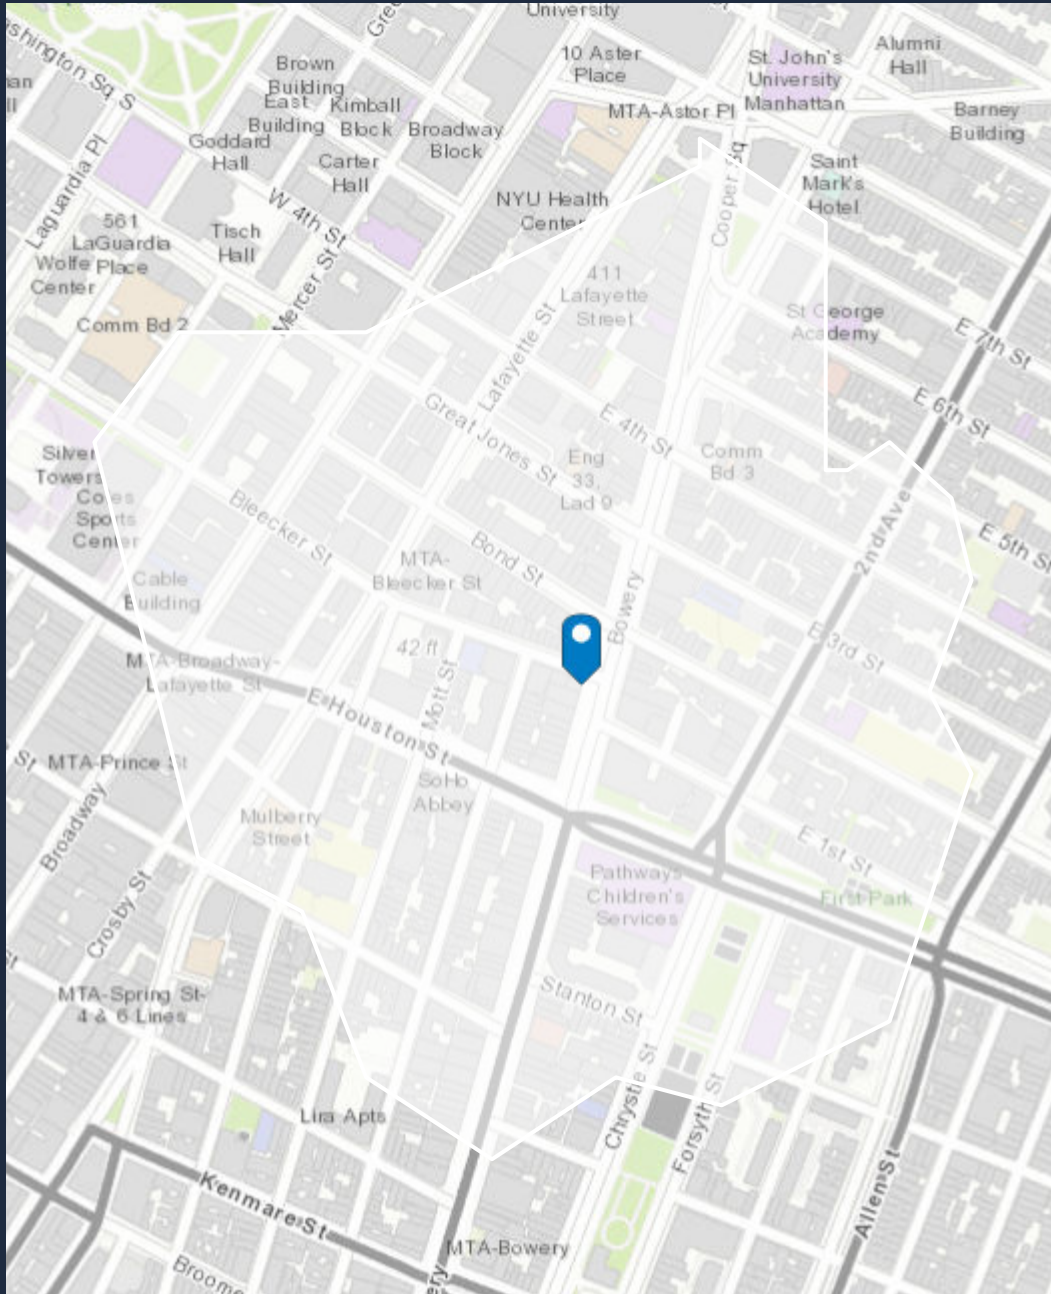 University
Gree
St
ashington Sq S
10 Aster
Place
St. John's
University
Manhattan
Alumni
Hall
Brown
Building
East
Building
Kimball
Block
Broadway
Block
MTA-Astor Pl
Barney
Building
Goddard
Hall
Carter
Hall
Laguardia Pl
W 4th St
NYU Health
Center
Cooper Sq
Saint
Mark's
Hotel
561
LaGuardia
Place
Tisch
Hall
Wolfe
Center
Mercer St
411
Lafayette
Street
Comm Bd 2
St George
Academy
E 7th St
Lafayette St
E 6th St
Great Jones St
E 4th St
Eng
33,
Lad 9
Comm
Bd 3
Silver
Towers
Coles
Sports
Center
Bleecker St
MTA-
Bleecker St
Bond St
2nd Ave
E 5th St
Cable
Building
Bowery
E 3rd St
42 ft
MTA-Broadway-
Lafayette St
Mott St
E Houston St
St
MTA-Prince St
SoHo
Abbey
Mulberry
Street
Broadway
E 1st St
Pathways
Children's
Services
First Park
Crosby St
St
MTA-Spring St-
4 & 6 Lines
Stanton St
Chrystie St
Forsyth St
Lira Apts
Kenmare St
Allen St
MTA-Bowery
Broome
ery